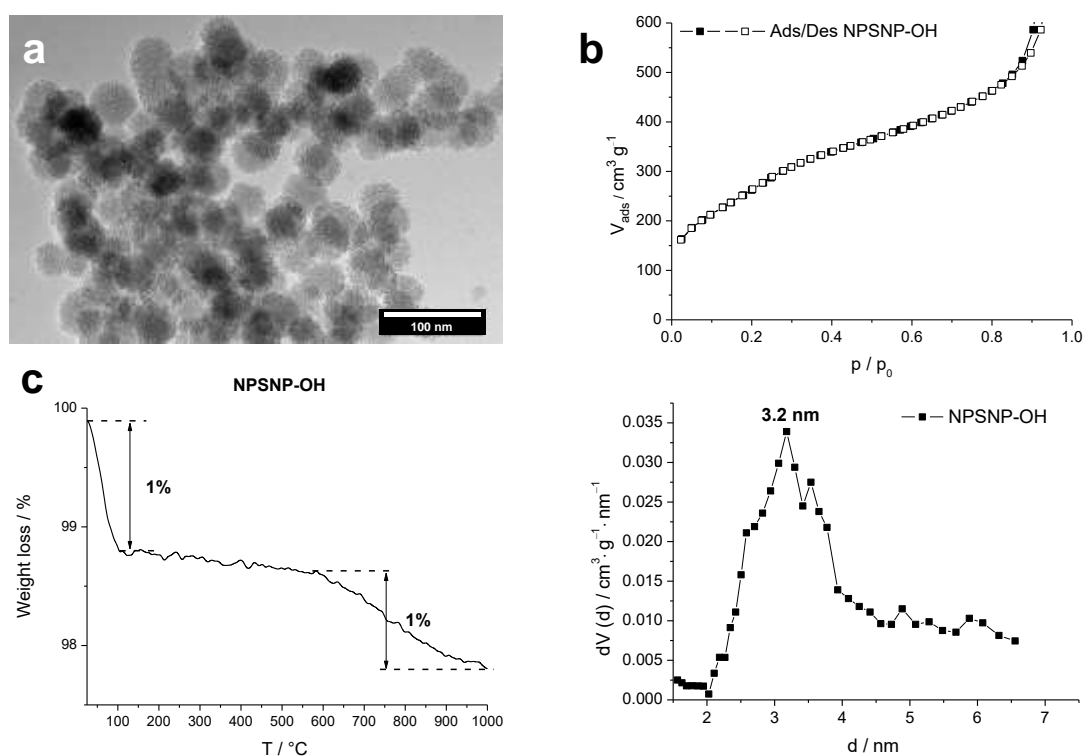 a
100 nm
b
Ads/Des NPSNP-OH
600
500
400
300
200
100
0
V_ads / cm³ g⁻¹
0.0 0.2 0.4 0.6 0.8 1.0
p / p₀
c
NPSNP-OH
100
99
98
Weight loss / %
1%
1%
100 200 300 400 500 600 700 800 900 1000
T / °C
3.2 nm
NPSNP-OH
0.035
0.030
0.025
0.020
0.015
0.010
0.005
0.000
dV (d) / cm³· g⁻¹· nm⁻¹
2 3 4 5 6 7
d / nm